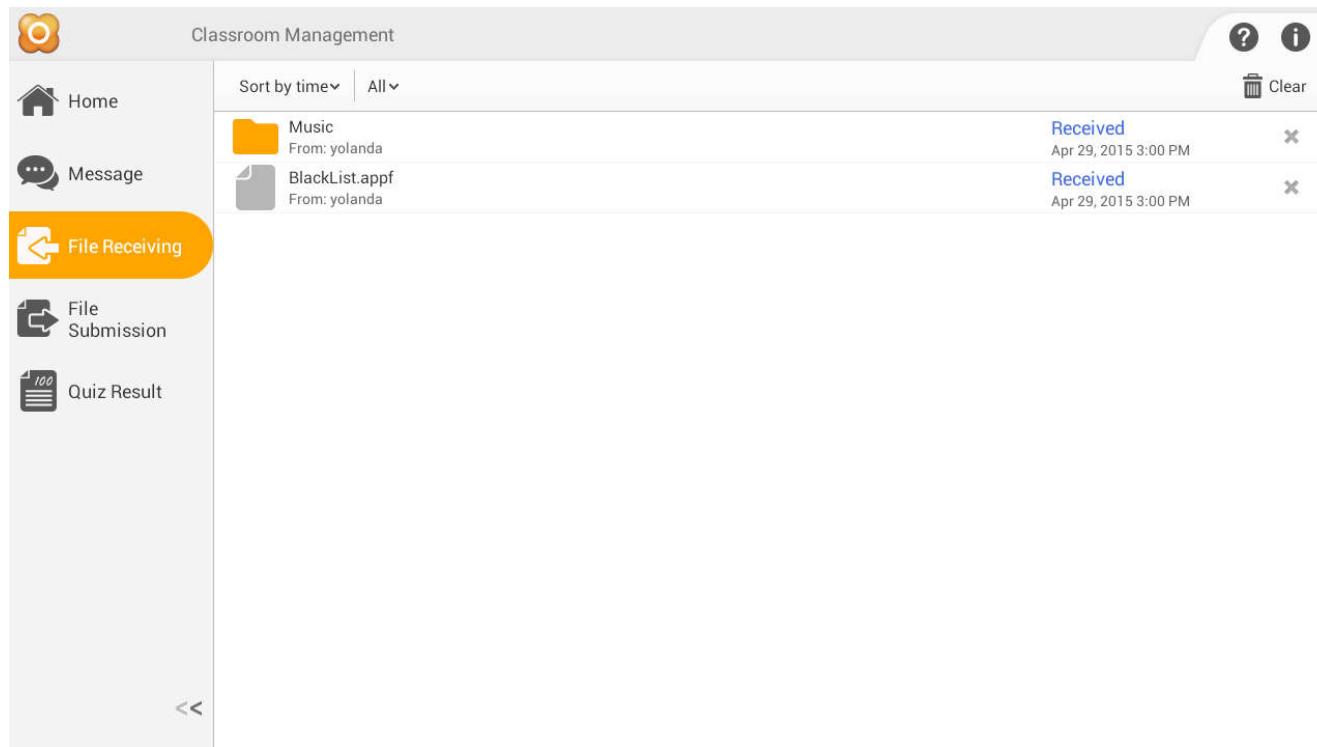 Classroom Management
? i
Home
Message
File Receiving
File
Submission
100
Quiz Result
<<
Sort by time All
Clear
Music
From: yolanda
Received
Apr 29, 2015 3:00 PM
BlackList.appf
From: yolanda
Received
Apr 29, 2015 3:00 PM